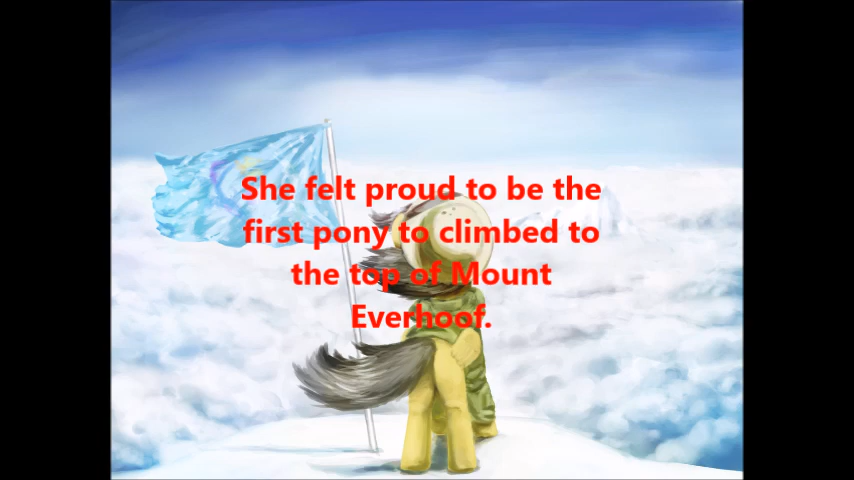 She felt proud to be the
first pony to climbed to
the top of Mount
Everhoof.